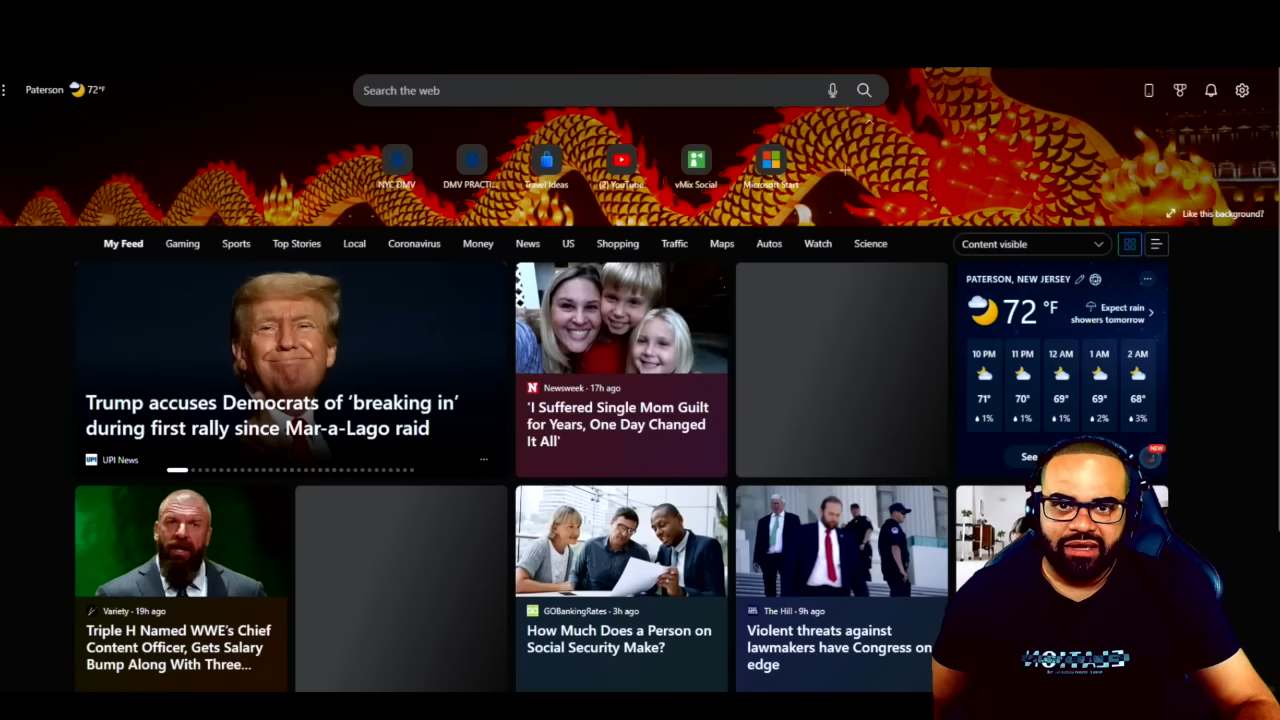 Paterson 72°F
Search the web
NYC DMV
DMV PRACTI...
Travel Ideas
(2) YouTube
vMix Social
Microsoft Start
Like this background?
My Feed Gaming Sports Top Stories Local Coronavirus Money News US Shopping Traffic Maps Autos Watch Science
Content visible
Trump accuses Democrats of ‘breaking in’
during first rally since Mar-a-Lago raid
UPI UPI News
N Newsweek · 17h ago
'I Suffered Single Mom Guilt
for Years, One Day Changed
It All'
PATERSON, NEW JERSEY
72 °F
Expect rain
showers tomorrow
10 PM 11 PM 12 AM 1 AM 2 AM
71° 70° 69° 69° 68°
1% 1% 1% 2% 3%
See
NEW
Variety · 19h ago
Triple H Named WWE’s Chief
Content Officer, Gets Salary
Bump Along With Three...
GO GOBankingRates · 3h ago
How Much Does a Person on
Social Security Make?
The Hill · 9h ago
Violent threats against
lawmakers have Congress on
edge